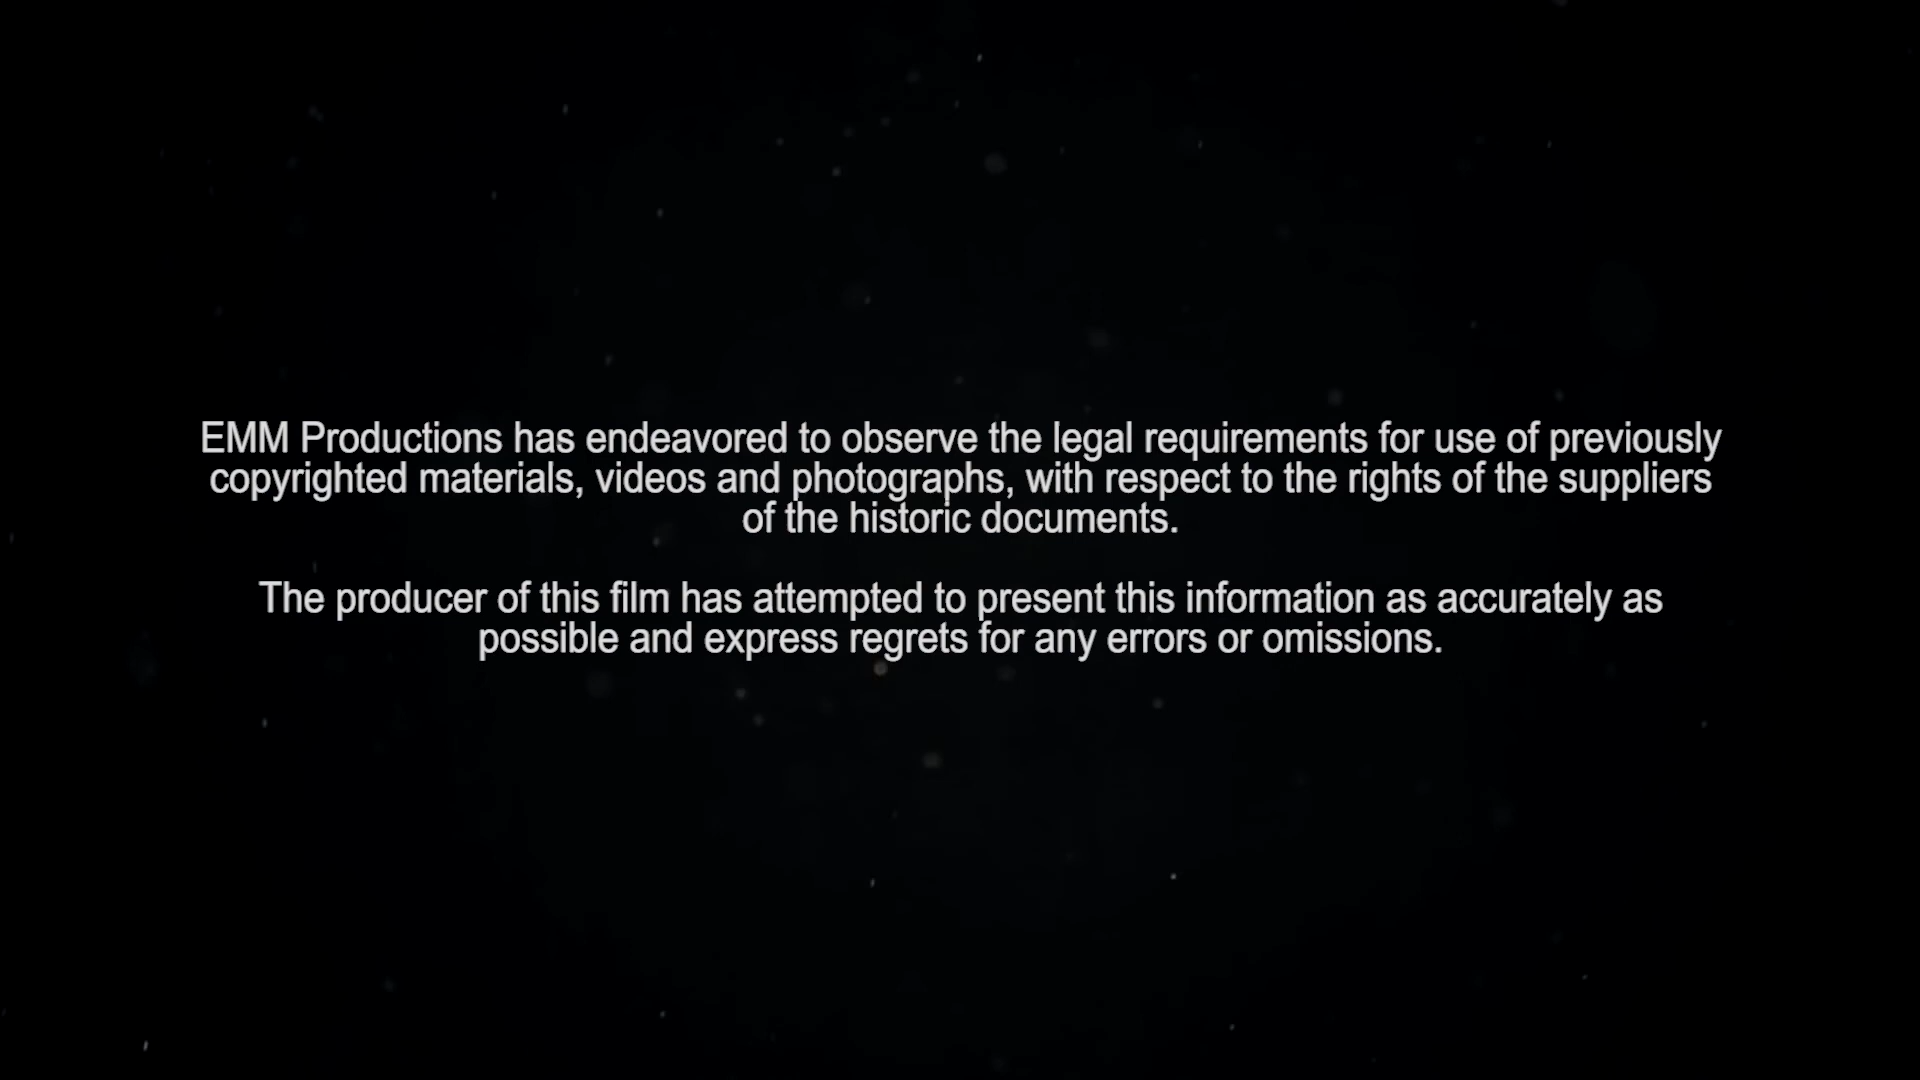 EMM Productions has endeavored to observe the legal requirements for use of previously
copyrighted materials, videos and photographs, with respect to the rights of the suppliers
of the historic documents.
The producer of this film has attempted to present this information as accurately as
possible and express regrets for any errors or omissions.